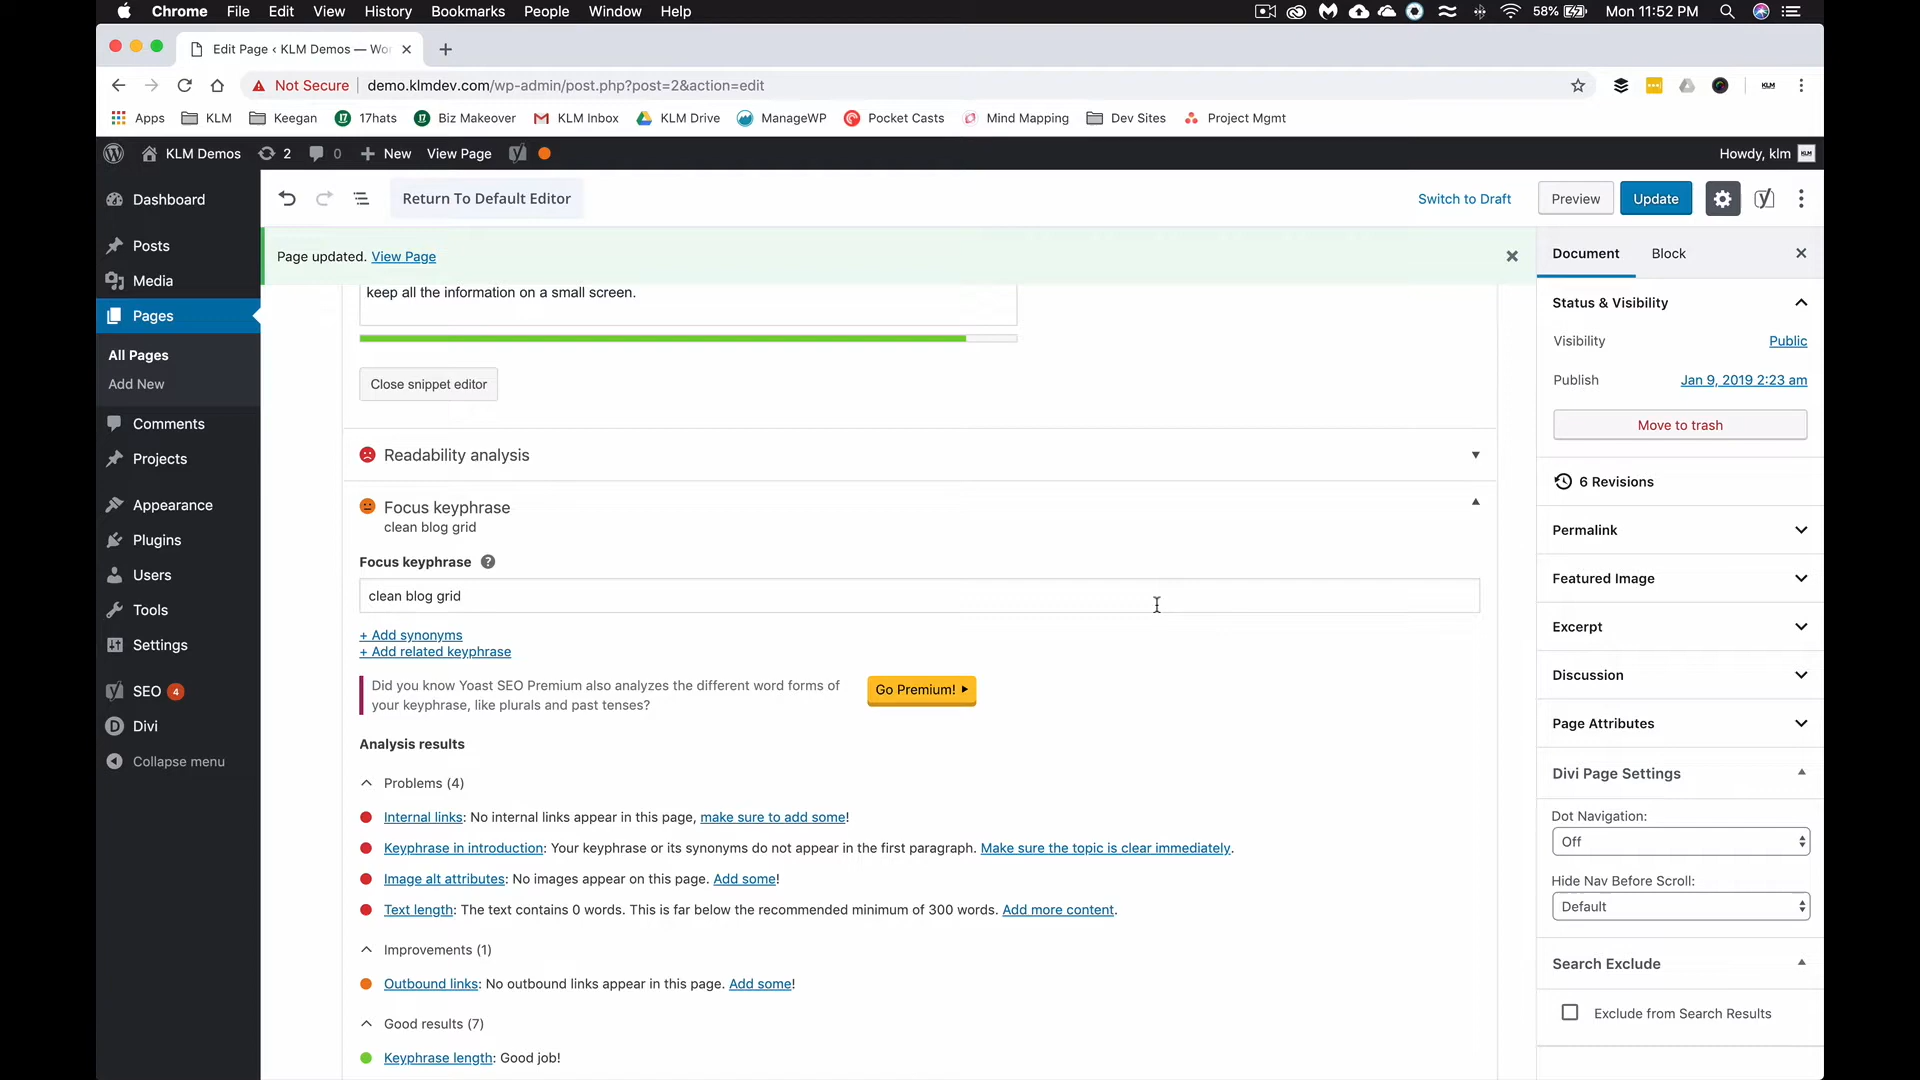 Chrome File Edit View History Bookmarks People Window Help 58% Mon 11:52 PM
Edit Page ‹ KLM Demos — Wo
Not Secure demo.klmdev.com/wp-admin/post.php?post=2&action=edit KLM
Apps KLM Keegan 17hats Biz Makeover KLM Inbox KLM Drive ManageWP Pocket Casts Mind Mapping Dev Sites Project Mgmt
KLM Demos 2 0 New View Page Howdy, klm KLM
Dashboard
Posts
Media
Pages
All Pages
Add New
Comments
Projects
Appearance
Plugins
Users
Tools
Settings
SEO 4
Divi
Collapse menu
Return To Default Editor Switch to Draft Preview Update
Page updated. View Page
keep all the information on a small screen.
Close snippet editor
Readability analysis
Focus keyphrase
clean blog grid
Focus keyphrase ?
clean blog grid
+ Add synonyms
+ Add related keyphrase
Did you know Yoast SEO Premium also analyzes the different word forms of
your keyphrase, like plurals and past tenses?
Go Premium!
Analysis results
Problems (4)
Internal links: No internal links appear in this page, make sure to add some!
Keyphrase in introduction: Your keyphrase or its synonyms do not appear in the first paragraph. Make sure the topic is clear immediately.
Image alt attributes: No images appear on this page. Add some!
Text length: The text contains 0 words. This is far below the recommended minimum of 300 words. Add more content.
Improvements (1)
Outbound links: No outbound links appear in this page. Add some!
Good results (7)
Keyphrase length: Good job!
Document Block
Status & Visibility
Visibility Public
Publish Jan 9, 2019 2:23 am
Move to trash
6 Revisions
Permalink
Featured Image
Excerpt
Discussion
Page Attributes
Divi Page Settings
Dot Navigation:
Off
Hide Nav Before Scroll:
Default
Search Exclude
Exclude from Search Results